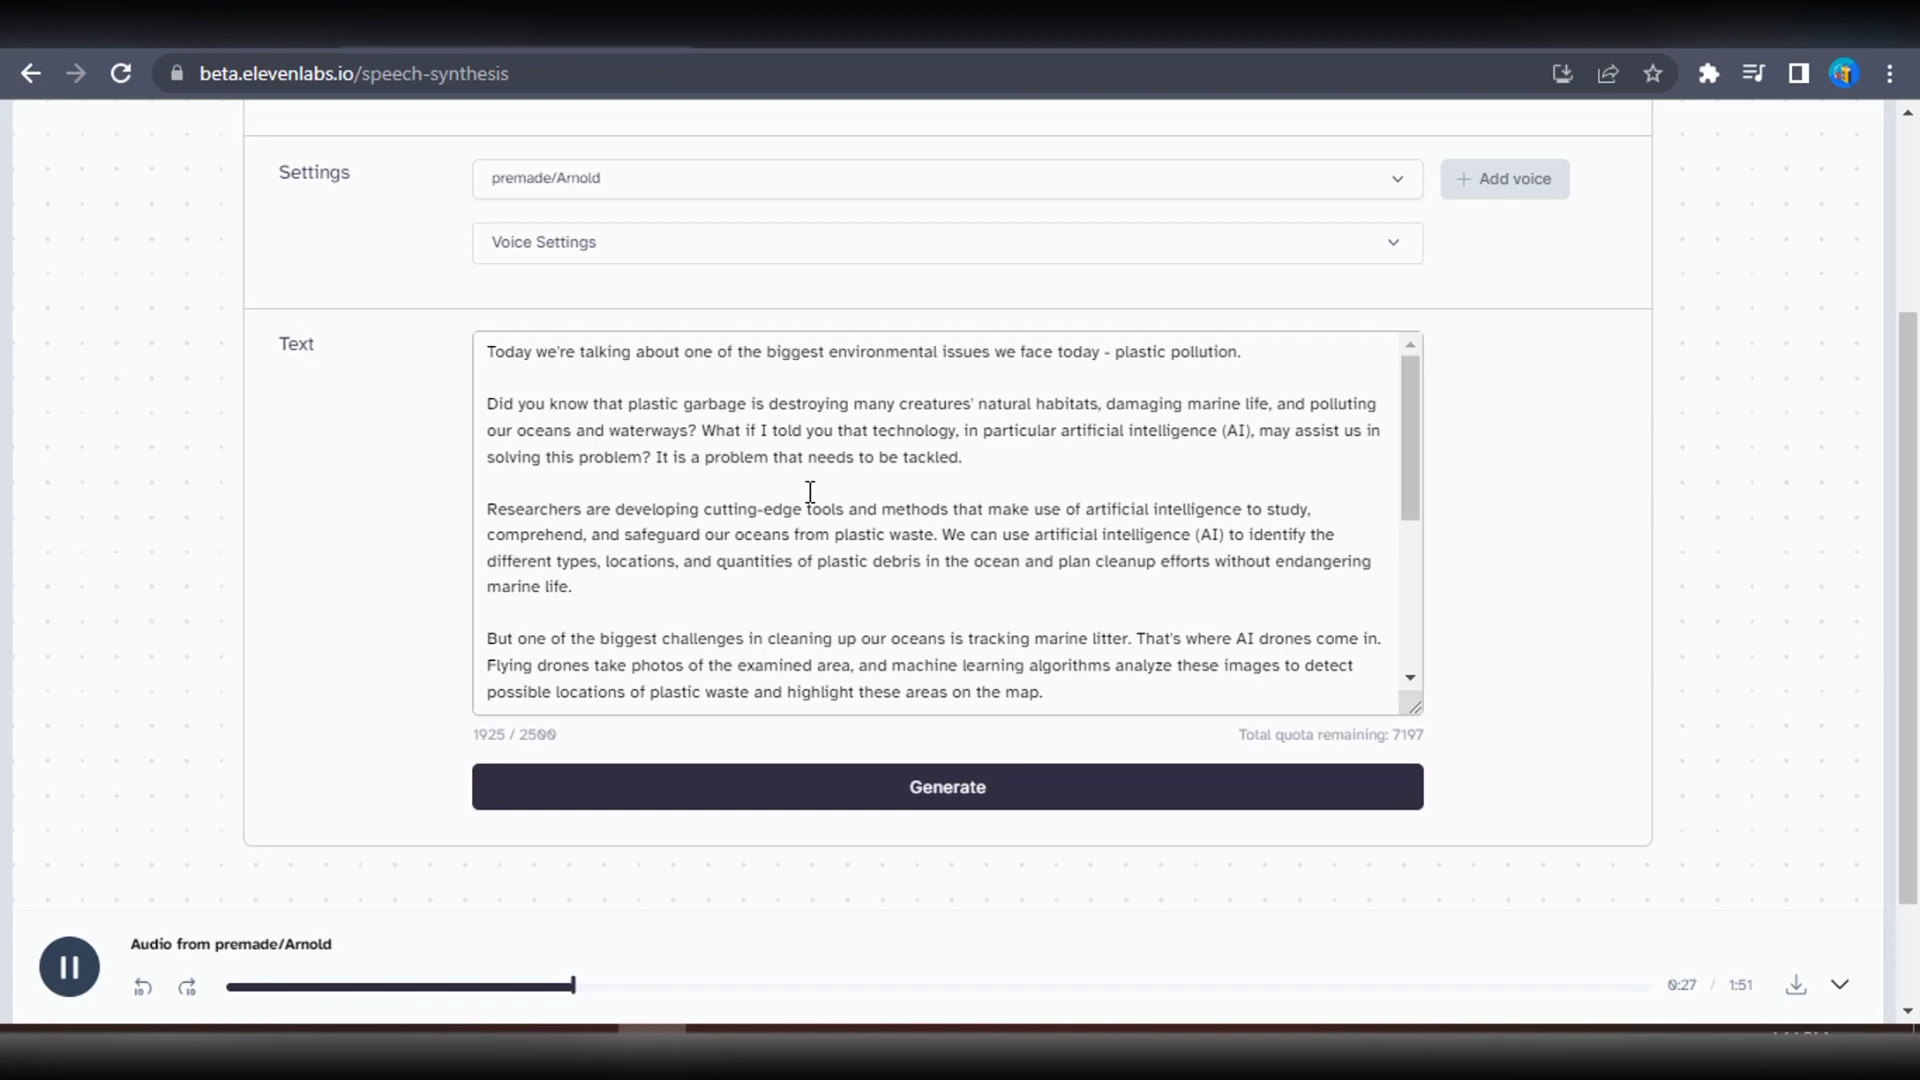 beta.elevenlabs.io/speech-synthesis
Settings
premade/Arnold
+ Add voice
Voice Settings
Text
Today we're talking about one of the biggest environmental issues we face today - plastic pollution.
Did you know that plastic garbage is destroying many creatures' natural habitats, damaging marine life, and polluting
our oceans and waterways? What if I told you that technology, in particular artificial intelligence (AI), may assist us in
solving this problem? It is a problem that needs to be tackled.
Researchers are developing cutting-edge tools and methods that make use of artificial intelligence to study,
comprehend, and safeguard our oceans from plastic waste. We can use artificial intelligence (AI) to identify the
different types, locations, and quantities of plastic debris in the ocean and plan cleanup efforts without endangering
marine life.
But one of the biggest challenges in cleaning up our oceans is tracking marine litter. That's where AI drones come in.
Flying drones take photos of the examined area, and machine learning algorithms analyze these images to detect
possible locations of plastic waste and highlight these areas on the map.
1925 / 2500
Total quota remaining: 7197
Generate
Audio from premade/Arnold
10
10
0:27 / 1:51